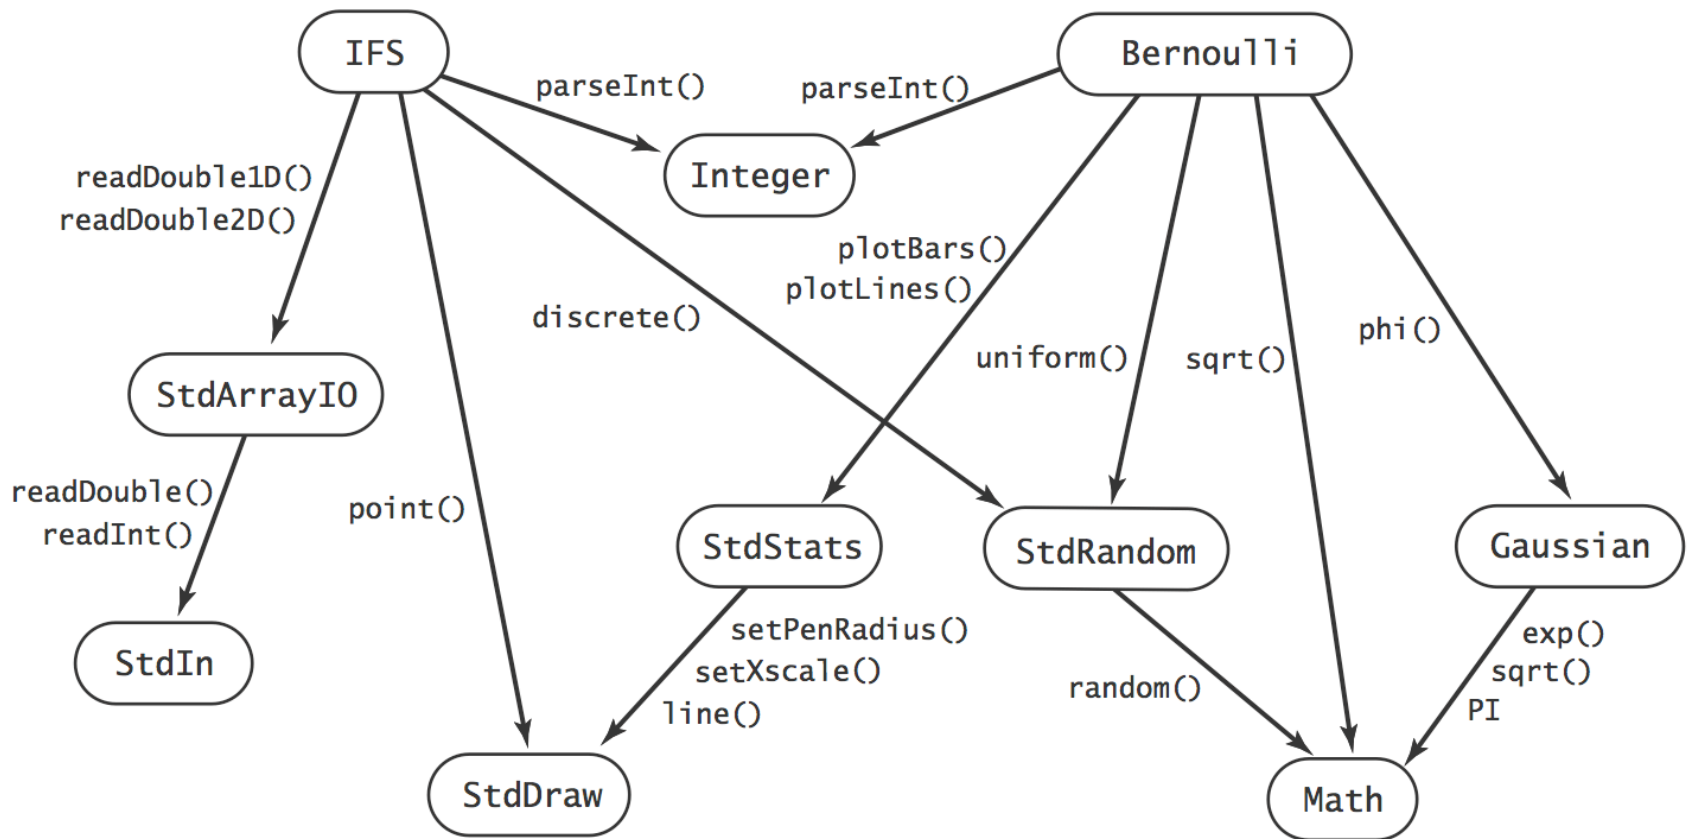 IFS
Bernoulli
parseInt()
parseInt()
Integer
readDouble1D()
readDouble2D()
plotBars()
plotLines()
discrete()
uniform()
sqrt()
phi()
StdArrayIO
readDouble()
readInt()
point()
StdStats
StdRandom
Gaussian
StdIn
setPenRadius()
setXscale()
line()
random()
exp()
sqrt()
PI
StdDraw
Math